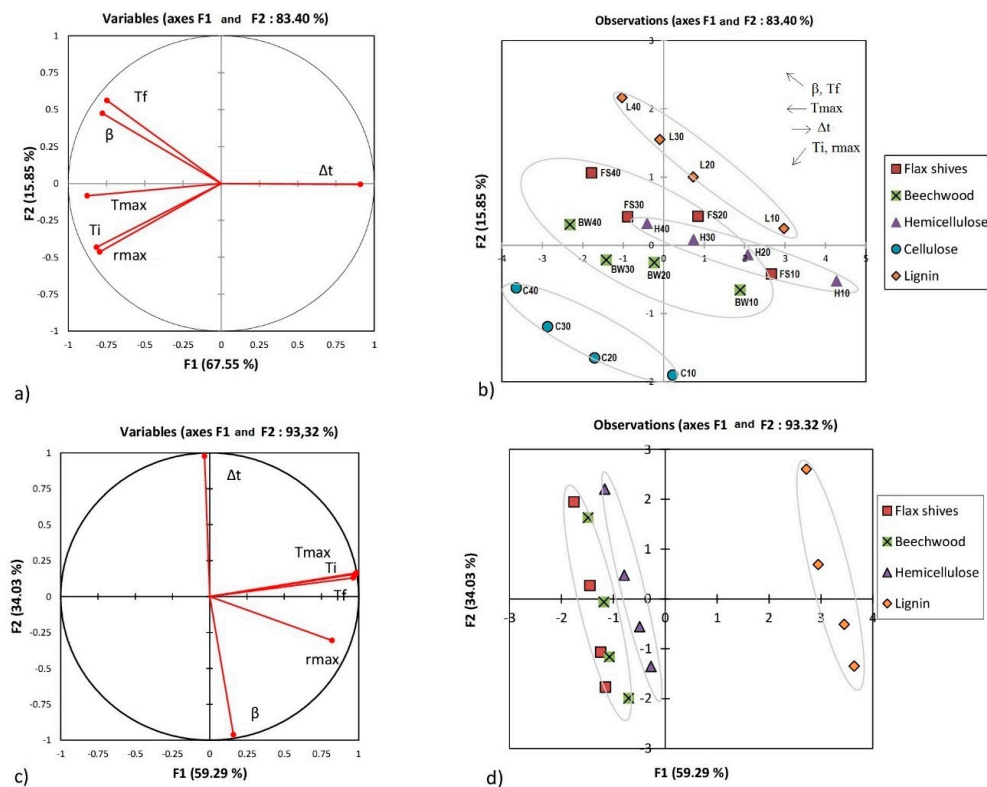 Variables (axes F1 and F2 : 83.40 %)
1
0.75
0.5
0.25
0
-0.25
-0.5
-0.75
-1
F2 (15.85 %)
Tf
β
Δt
Tmax
Ti
rmax
-1 -0.75 -0.5 -0.25 0 0.25 0.5 0.75 1
F1 (67.55 %)
a)
Observations (axes F1 and F2 : 83.40 %)
3
2
1
0
-1
2
F2 (15.85 %)
β, Tf
Tmax
Δt
Ti, rmax
L40
L30
L20
L10
FS40
FS30
FS20
FS10
BW40
BW30
BW20
BW10
H40
H30
H20
H10
C40
C30
C20
C10
-4 -3 -2 -1 0 1 2 3 4 5
F1 (67.55 %)
b)
Flax shives
Beechwood
Hemicellulose
Cellulose
Lignin
Variables (axes F1 and F2 : 93,32 %)
1
0.75
0.5
0.25
0
-0.25
-0.5
-0.75
-1
F2 (34.03 %)
Δt
Tmax
Ti
Tf
rmax
β
-1 -0.75 -0.5 -0.25 0 0.25 0.5 0.75 1
F1 (59.29 %)
c)
Observations (axes F1 and F2 : 93.32 %)
3
2
1
0
-1
-2
-3
F2 (34.03 %)
-3 -2 -1 0 1 2 3 4
F1 (59.29 %)
d)
Flax shives
Beechwood
Hemicellulose
Lignin